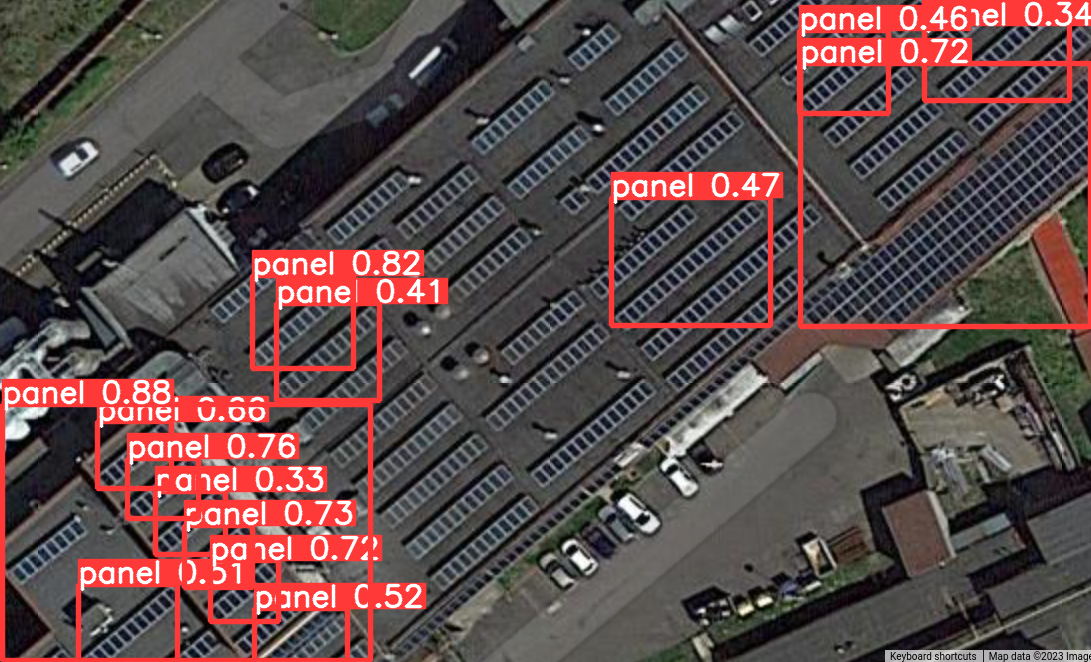 panel 0.46
nel 0.34
panel 0.72
panel 0.47
panel 0.82
panel 0.41
panel 0.88
panel 0.66
panel 0.76
panel 0.33
panel 0.73
panel 0.72
panel 0.51
panel 0.52
Keyboard shortcuts
Map data ©2023 Image